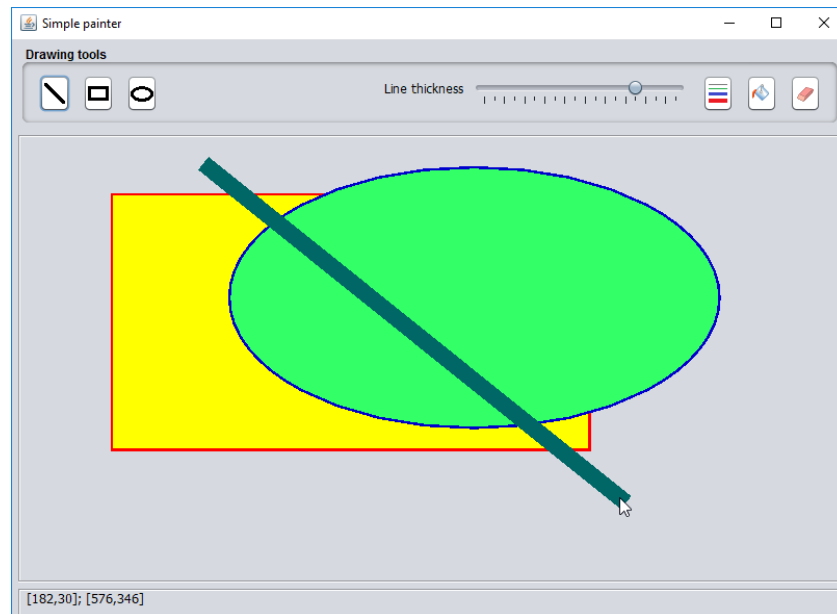 Simple painter
Drawing tools
Line thickness
[182,30]; [576,346]